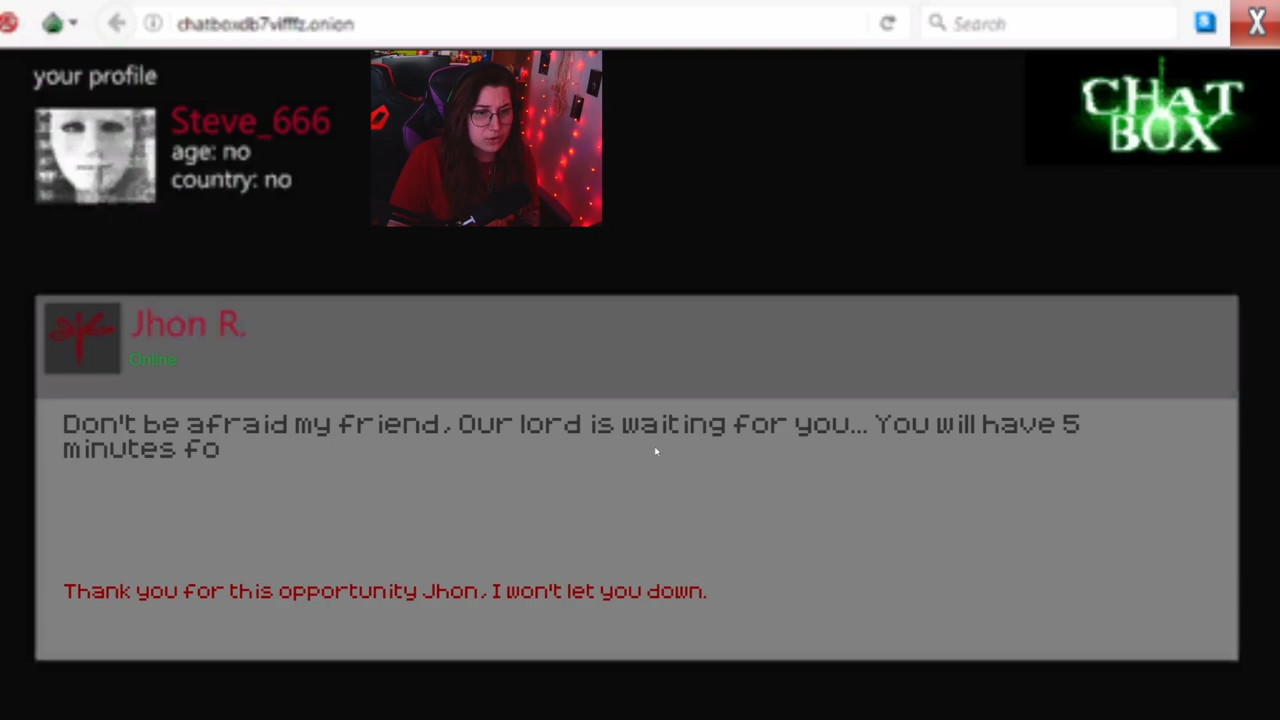 chatboxdb7vifffz.onion
Search
your profile
Steve_666
age: no
country: no
CHAT
BOX
Jhon R.
Online
Don't be afraid my friend, Our lord is waiting for you... You will have 5
minutes fo
Thank you for this opportunity Jhon, I won't let you down.